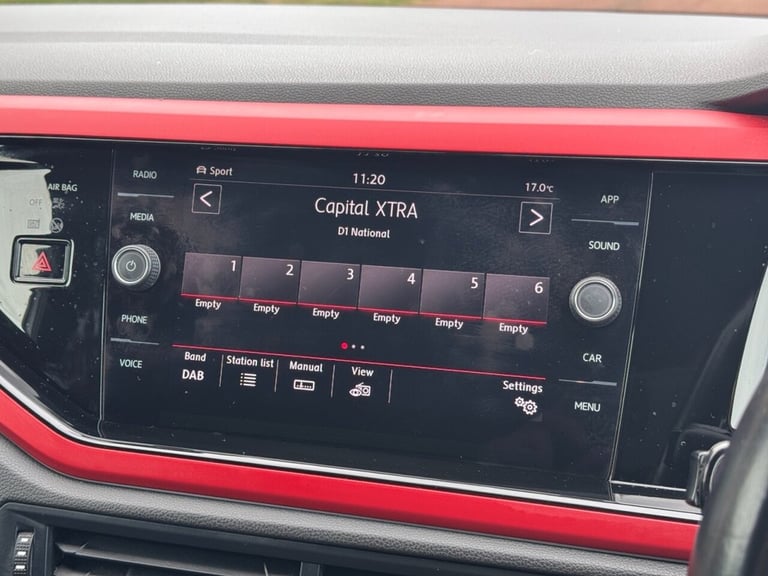 RADIO
MEDIA
PHONE
VOICE
AIR BAG
OFF
Sport
11:20
17.0°C
<
Capital XTRA
>
D1 National
1 2 3 4 5 6
Empty Empty Empty Empty Empty Empty
Band Station list Manual View Settings
DAB
APP
SOUND
CAR
MENU